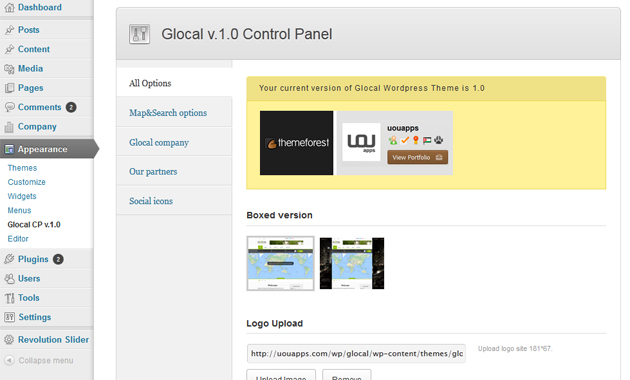 Dashboard
Posts
Content
Media
Pages
Comments 2
Company
Appearance
Themes
Customize
Widgets
Menus
Glocal CP v.1.0
Editor
Plugins 2
Users
Tools
Settings
Revolution Slider
Collapse menu
Glocal v.1.0 Control Panel
All Options
Map&Search options
Glocal company
Our partners
Social icons
Your current version of Glocal Wordpress Theme is 1.0
themeforest
UOU
apps
uouapps
View Portfolio
Boxed version
Logo Upload
http://uouapps.com/wp/glocal/wp-content/themes/glc
Upload logo site 181*67.
Upload Image
Remove